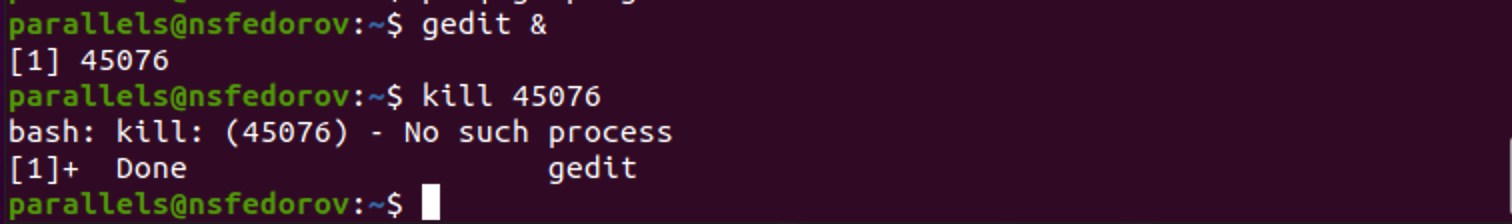 parallels@nsfedorov:~$ gedit &
[1] 45076
parallels@nsfedorov:~$ kill 45076
bash: kill: (45076) - No such process
[1]+  Done                    gedit
parallels@nsfedorov:~$